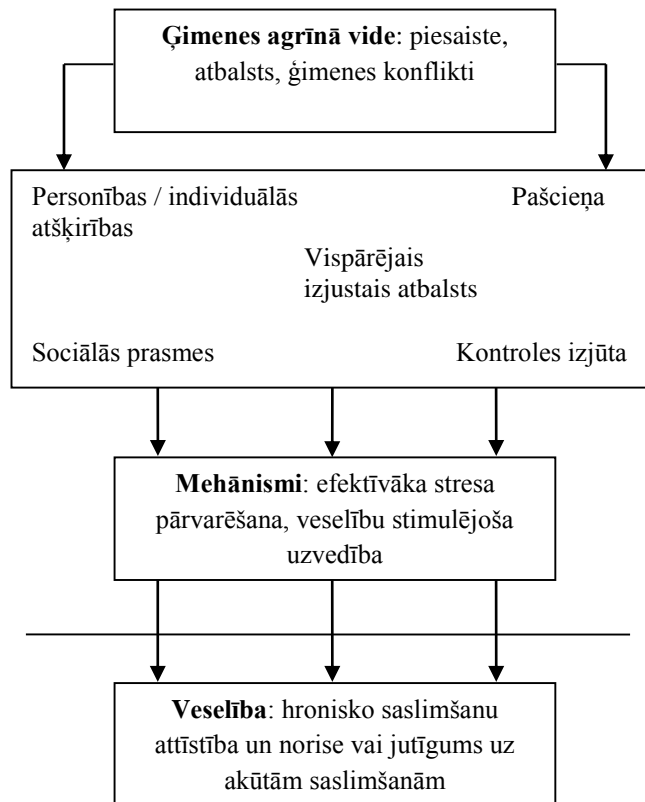 Ģimenes agrīnā vide: piesaiste,
atbalsts, ģimenes konflikti
Personības / individuālās
atšķirības
Pašcieņa
Vispārējais
izjustais atbalsts
Sociālās prasmes
Kontroles izjūta
Mehānismi: efektīvāka stresa
pārvarēšana, veselību stimulējoša
uzvedība
Veselība: hronisko saslimšanu
attīstība un norise vai jutīgums uz
akūtām saslimšanām